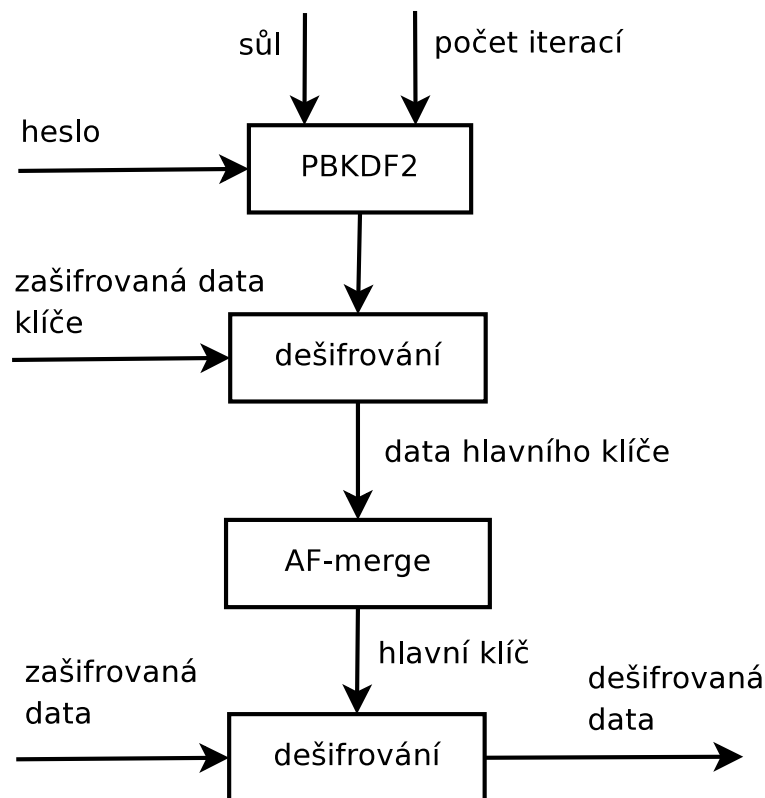 sůl
počet iterací
heslo
PBKDF2
zašifrovaná data
klíče
dešifrování
data hlavního klíče
AF-merge
hlavní klíč
zašifrovaná
data
dešifrovaná
data
dešifrování